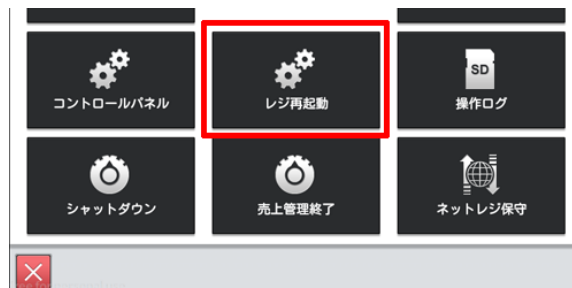 コントロールパネル
レジ再起動
SD
操作ログ
シャットダウン
売上管理終了
ネットレジ保守